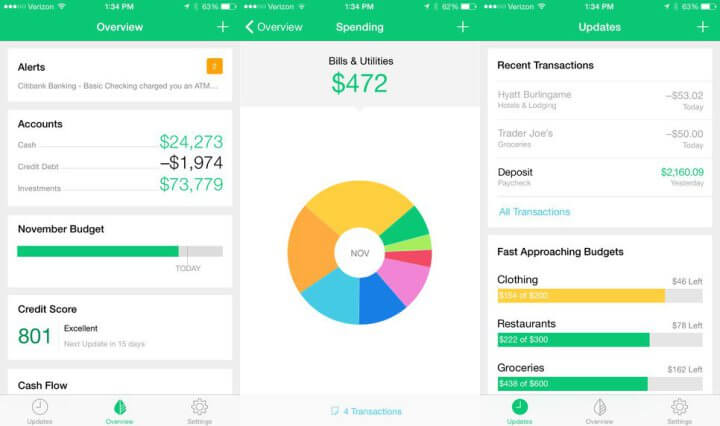 Verizon 1:34 PM 63%
Overview +
Alerts 2
Citibank Banking - Basic Checking charged you an ATM...
Accounts
Cash $24,273
Credit Debt –$1,974
Investments $73,779
November Budget
TODAY
Credit Score
801 Excellent
Next Update in 15 days
Cash Flow
Updates Overview Settings
Verizon 1:34 PM 62%
Overview Spending +
Bills & Utilities
$472
NOV
4 Transactions
Verizon 1:34 PM 63%
Updates +
Recent Transactions
Hyatt Burlingame –$53.02
Hotels & Lodging Today
Trader Joe's –$50.00
Groceries Today
Deposit $2,160.09
Paycheck Yesterday
All Transactions
Fast Approaching Budgets
Clothing $46 Left
$154 of $200
Restaurants $78 Left
$222 of $300
Groceries $162 Left
$438 of $600
Updates Overview Settings